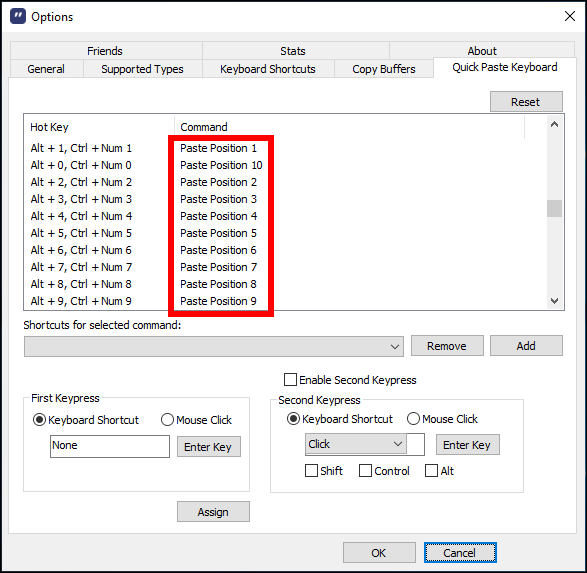 Options
Friends Stats About
General Supported Types Keyboard Shortcuts Copy Buffers Quick Paste Keyboard
Reset
Hot Key Command
Alt + 1, Ctrl + Num 1 Paste Position 1
Alt + 0, Ctrl + Num 0 Paste Position 10
Alt + 2, Ctrl + Num 2 Paste Position 2
Alt + 3, Ctrl + Num 3 Paste Position 3
Alt + 4, Ctrl + Num 4 Paste Position 4
Alt + 5, Ctrl + Num 5 Paste Position 5
Alt + 6, Ctrl + Num 6 Paste Position 6
Alt + 7, Ctrl + Num 7 Paste Position 7
Alt + 8, Ctrl + Num 8 Paste Position 8
Alt + 9, Ctrl + Num 9 Paste Position 9
Shortcuts for selected command:
Remove Add
Enable Second Keypress
First Keypress Second Keypress
Keyboard Shortcut Mouse Click Keyboard Shortcut Mouse Click
None Enter Key Click Enter Key
Shift Control Alt
Assign
OK Cancel